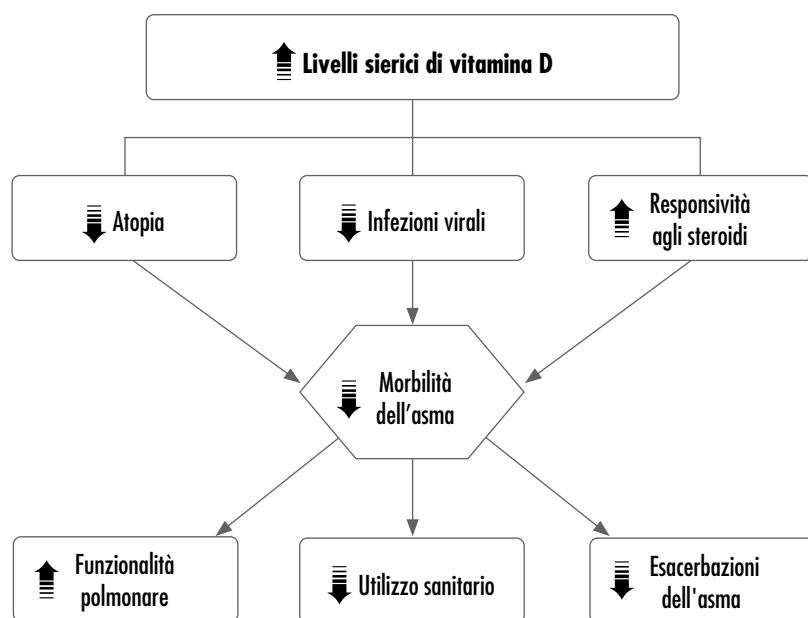 Livelli sierici di vitamina D
Atopia
Infezioni virali
Responsività
agli steroidi
Morbilità
dell’asma
Funzionalità
polmonare
Utilizzo sanitario
Esacerbazioni
dell'asma